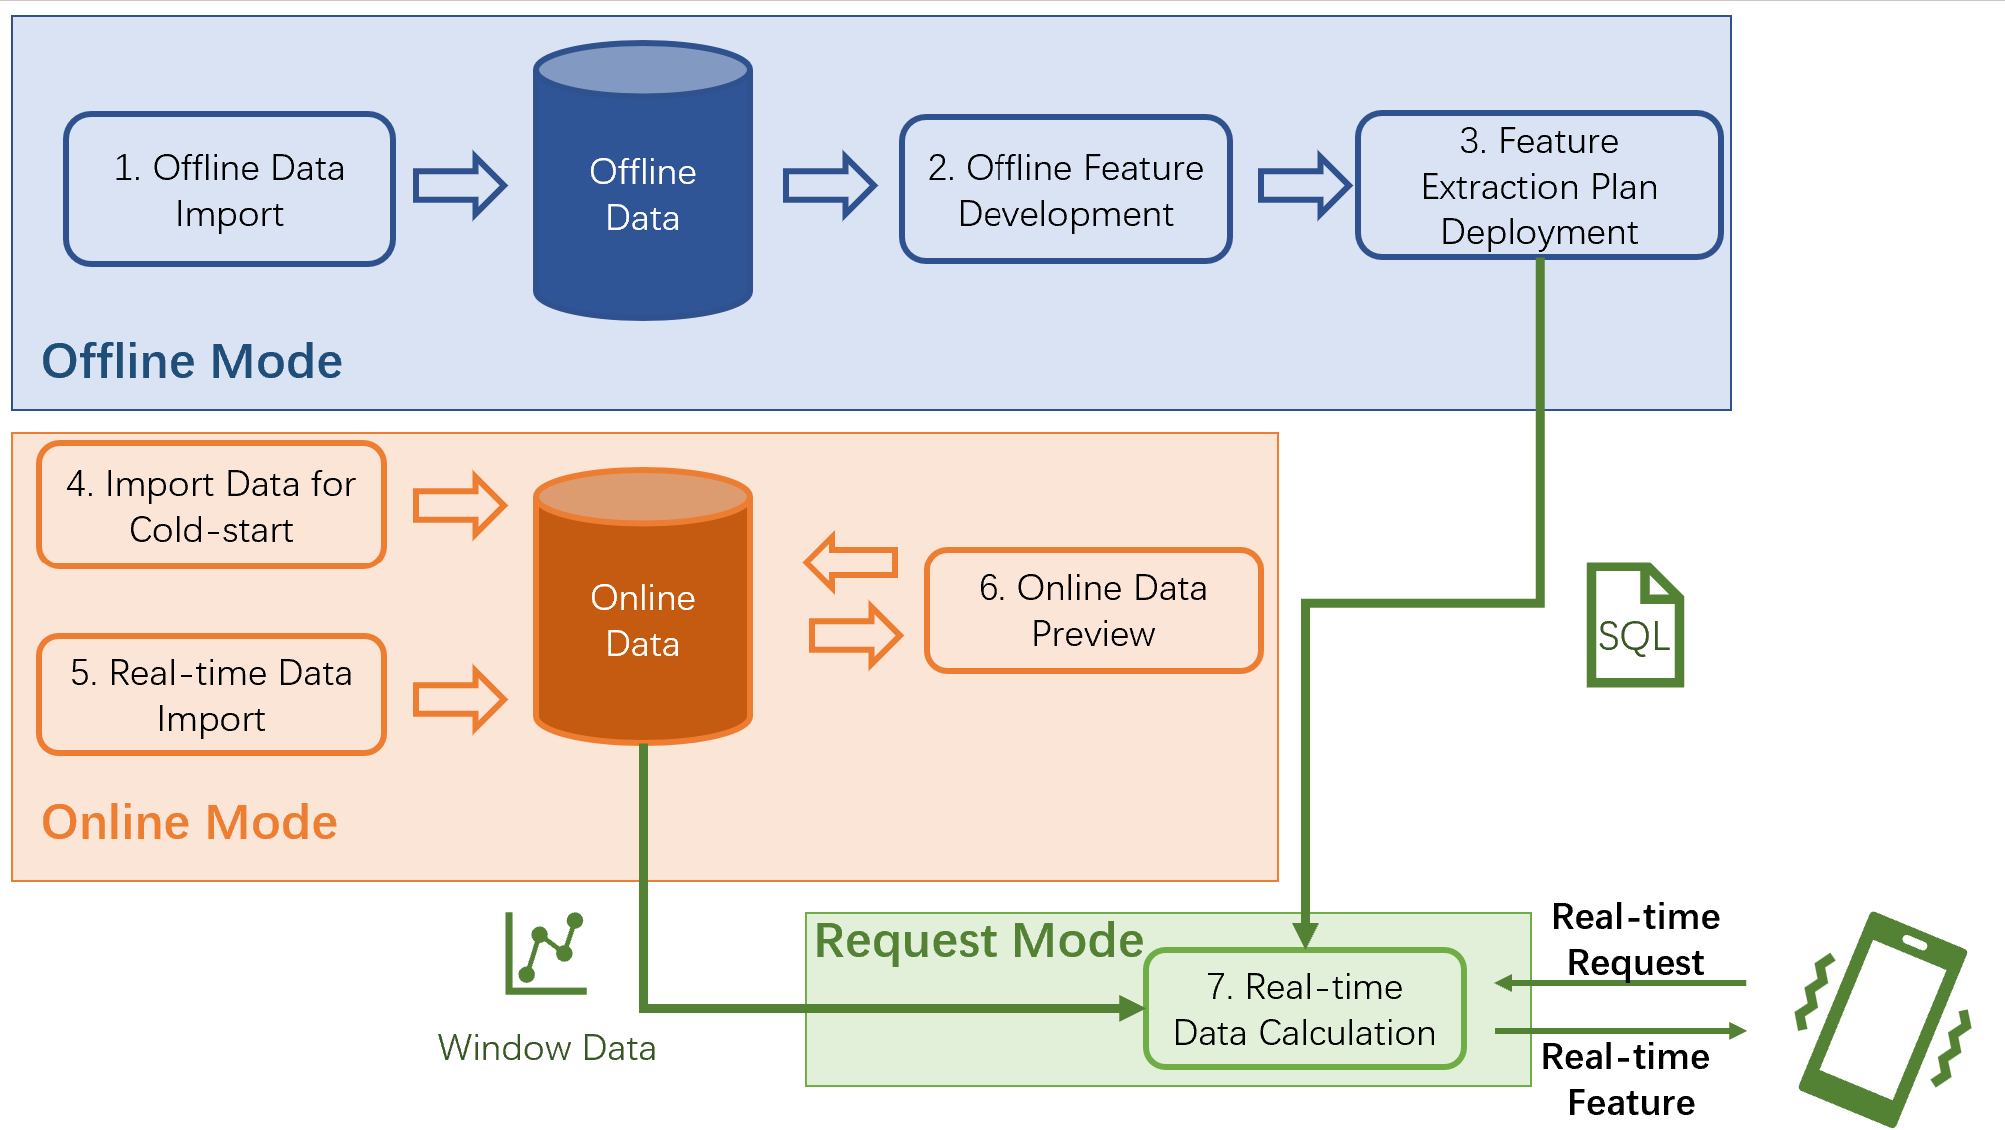 1. Offline Data
Import
Offline
Data
2. Offline Feature
Development
3. Feature
Extraction Plan
Deployment
Offline Mode
4. Import Data for
Cold-start
5. Real-time Data
Import
Online
Data
6. Online Data
Preview
Online Mode
SQL
Window Data
Request Mode
7. Real-time
Data Calculation
Real-time
Request
Real-time
Feature